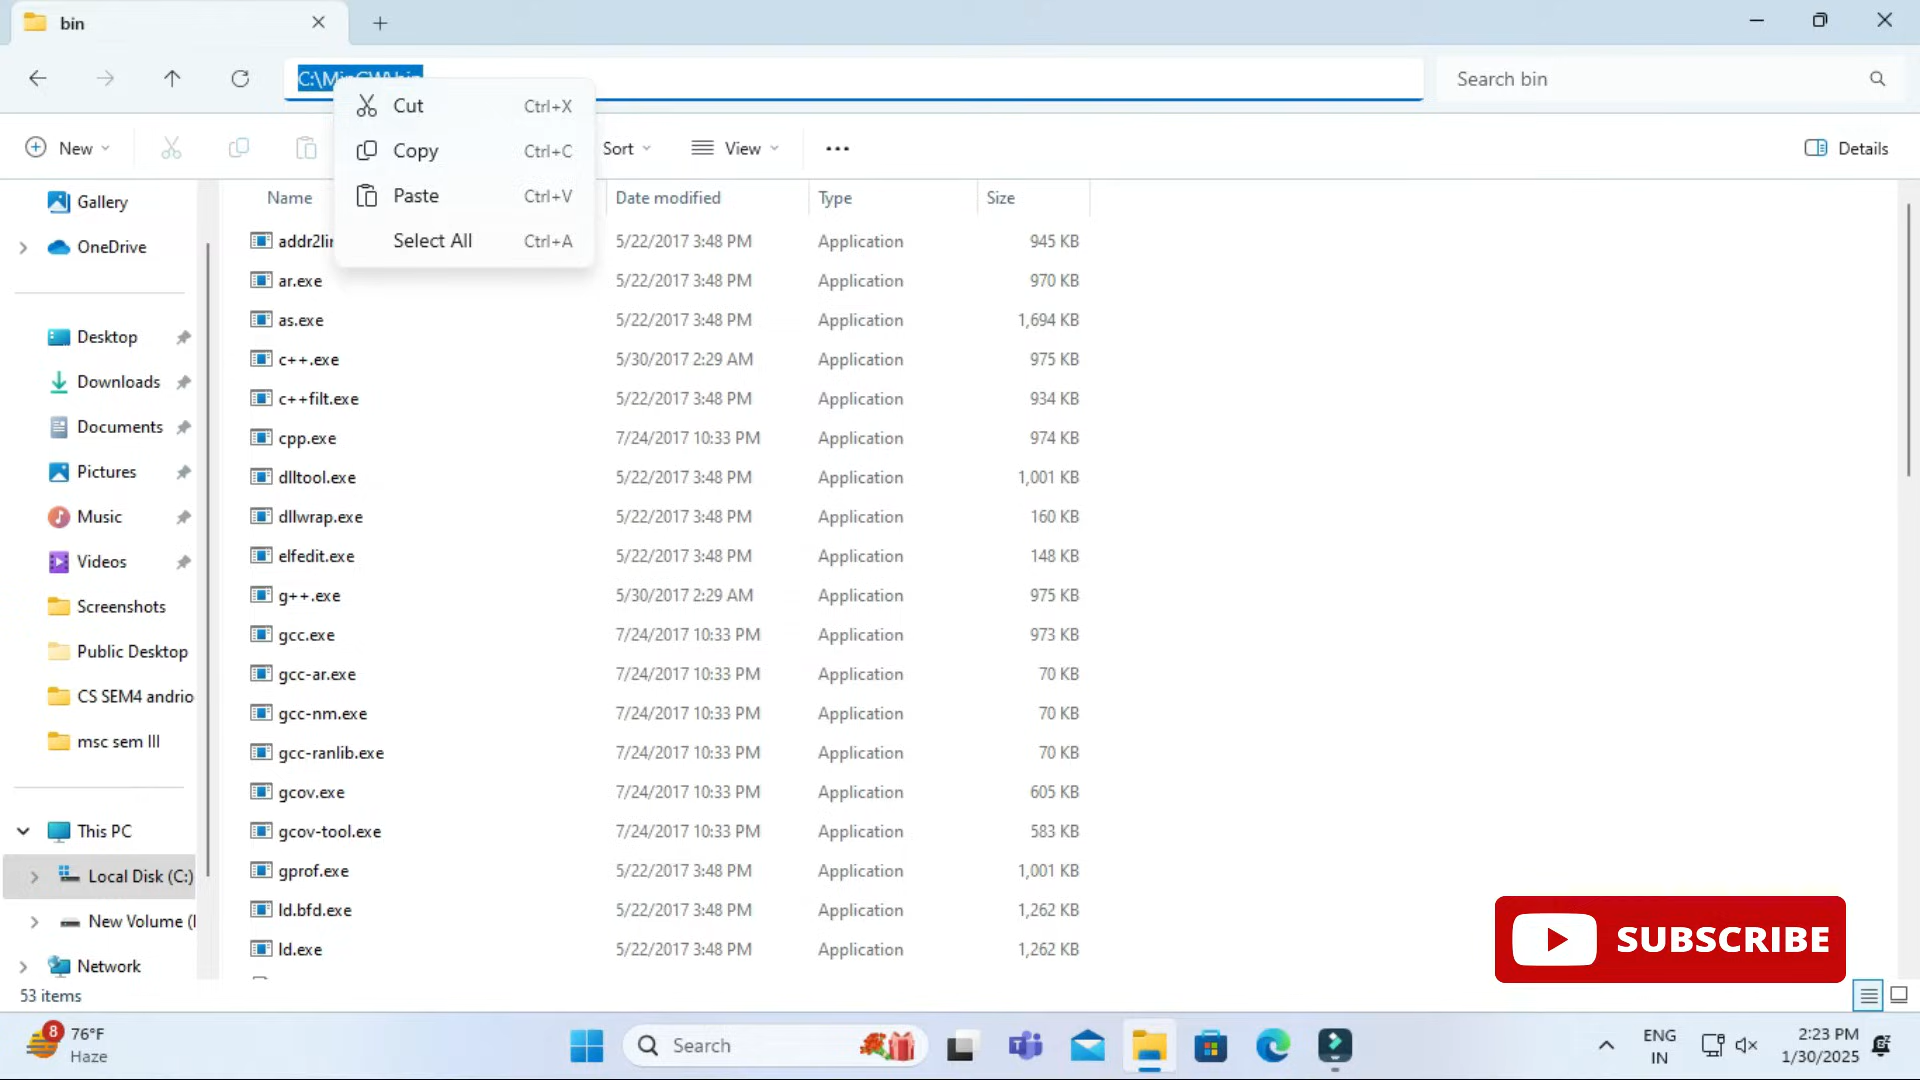 bin
C:\MinGW\bin
Search bin
Cut Ctrl+X
Copy Ctrl+C
Paste Ctrl+V
Select All Ctrl+A
New
Sort
View
Details
Gallery
OneDrive
Desktop
Downloads
Documents
Pictures
Music
Videos
Screenshots
Public Desktop
CS SEM4 andrio
msc sem III
This PC
Local Disk (C:)
New Volume (
Network
Name Date modified Type Size
addr2lin 5/22/2017 3:48 PM Application 945 KB
ar.exe 5/22/2017 3:48 PM Application 970 KB
as.exe 5/22/2017 3:48 PM Application 1,694 KB
c++.exe 5/30/2017 2:29 AM Application 975 KB
c++filt.exe 5/22/2017 3:48 PM Application 934 KB
cpp.exe 7/24/2017 10:33 PM Application 974 KB
dlltool.exe 5/22/2017 3:48 PM Application 1,001 KB
dllwrap.exe 5/22/2017 3:48 PM Application 160 KB
elfedit.exe 5/22/2017 3:48 PM Application 148 KB
g++.exe 5/30/2017 2:29 AM Application 975 KB
gcc.exe 7/24/2017 10:33 PM Application 973 KB
gcc-ar.exe 7/24/2017 10:33 PM Application 70 KB
gcc-nm.exe 7/24/2017 10:33 PM Application 70 KB
gcc-ranlib.exe 7/24/2017 10:33 PM Application 70 KB
gcov.exe 7/24/2017 10:33 PM Application 605 KB
gcov-tool.exe 7/24/2017 10:33 PM Application 583 KB
gprof.exe 5/22/2017 3:48 PM Application 1,001 KB
ld.bfd.exe 5/22/2017 3:48 PM Application 1,262 KB
ld.exe 5/22/2017 3:48 PM Application 1,262 KB
SUBSCRIBE
53 items
8
76°F
Haze
Search
ENG
IN
2:23 PM
1/30/2025